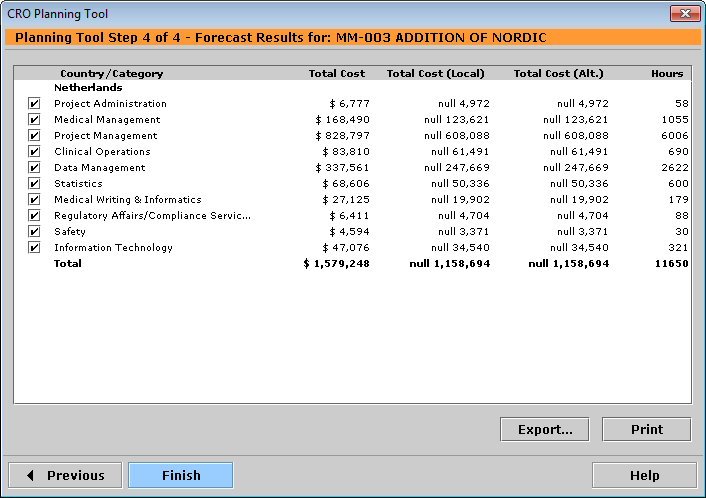 CRO Planning Tool
Planning Tool Step 4 of 4 - Forecast Results for: MM-003 ADDITION OF NORDIC
Country/Category Total Cost Total Cost (Local) Total Cost (Alt.) Hours
Netherlands
Project Administration $ 6,777 null 4,972 null 4,972 58
Medical Management $ 168,490 null 123,621 null 123,621 1055
Project Management $ 828,797 null 608,088 null 608,088 6006
Clinical Operations $ 83,810 null 61,491 null 61,491 690
Data Management $ 337,561 null 247,669 null 247,669 2622
Statistics $ 68,606 null 50,336 null 50,336 600
Medical Writing & Informatics $ 27,125 null 19,902 null 19,902 179
Regulatory Affairs/Compliance Servic... $ 6,411 null 4,704 null 4,704 88
Safety $ 4,594 null 3,371 null 3,371 30
Information Technology $ 47,076 null 34,540 null 34,540 321
Total $ 1,579,248 null 1,158,694 null 1,158,694 11650
Export... Print
Previous Finish Help